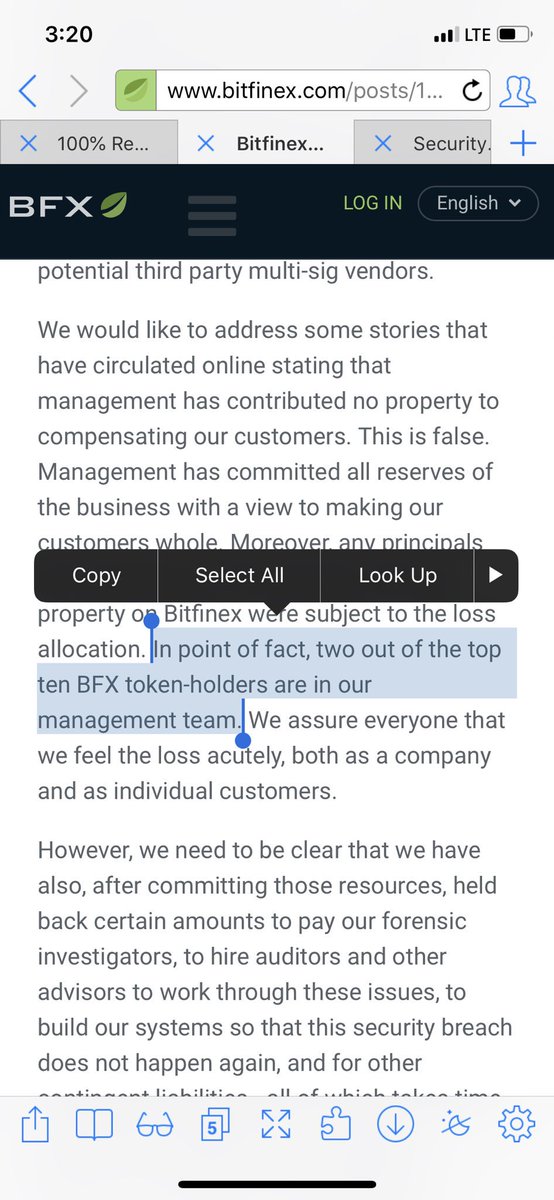 3:20 LTE
www.bitfinex.com/posts/1...
100% Re... Bitfinex... Security.
BFX LOG IN English
potential third party multi-sig vendors.
We would like to address some stories that
have circulated online stating that
management has contributed no property to
compensating our customers. This is false.
Management has committed all reserves of
the business with a view to making our
customers whole. Moreover, any principals
Copy Select All Look Up
property on Bitfinex were subject to the loss
allocation. In point of fact, two out of the top
ten BFX token-holders are in our
management team. We assure everyone that
we feel the loss acutely, both as a company
and as individual customers.
However, we need to be clear that we have
also, after committing those resources, held
back certain amounts to pay our forensic
investigators, to hire auditors and other
advisors to work through these issues, to
build our systems so that this security breach
does not happen again, and for other
contingent liabilities, all of which takes time
5